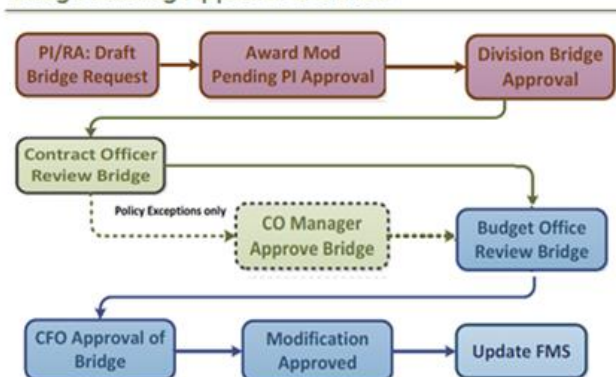 PI/RA: Draft
Bridge Request
Award Mod
Pending PI Approval
Division Bridge
Approval
Contract Officer
Review Bridge
Policy Exceptions only
CO Manager
Approve Bridge
Budget Office
Review Bridge
CFO Approval of
Bridge
Modification
Approved
Update FMS